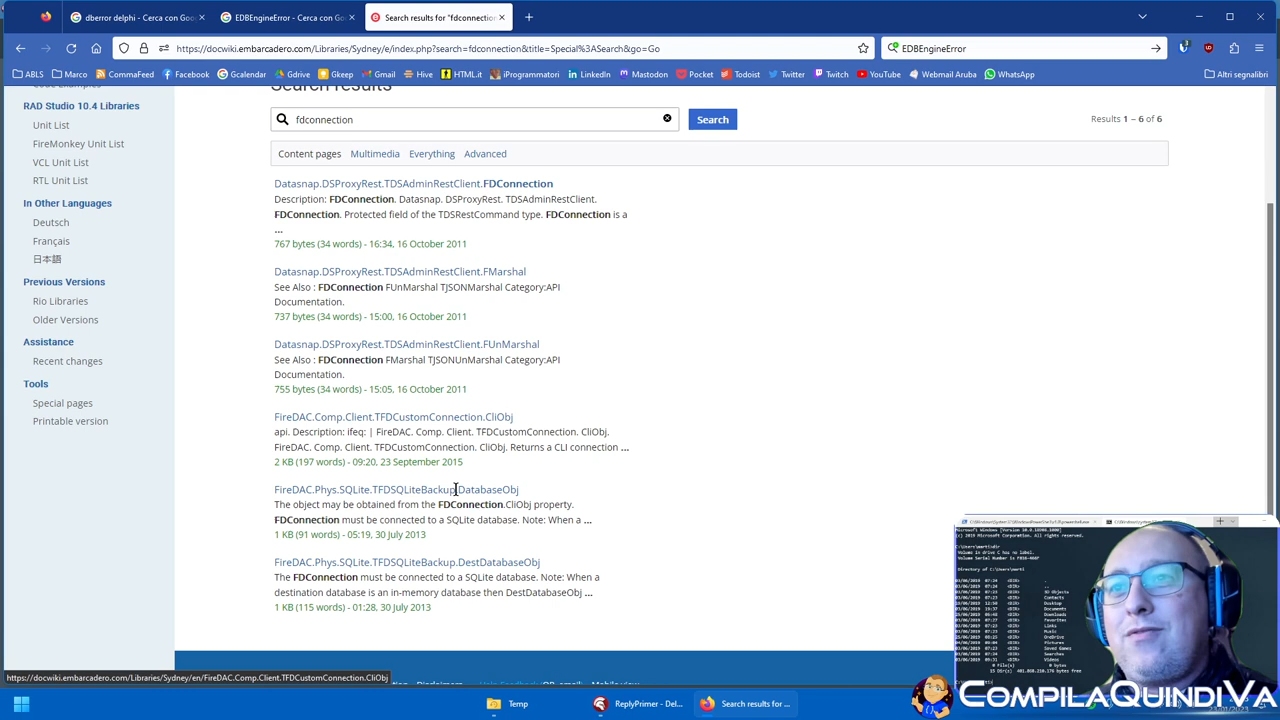 dberror delphi - Cerca con Goo
EDBEngineError - Cerca con Goo
Search results for "fdconnection
https://docwiki.embarcadero.com/Libraries/Sydney/e/index.php?search=fdconnection&title=Special%3ASearch&go=Go
EDBEngineError
ABLS Marco CommaFeed Facebook Gcalendar Gdrive Gkeep Gmail Hive HTML.it iProgrammatori LinkedIn Mastodon Pocket Todoist Twitter Twitch YouTube Webmail Aruba WhatsApp Altri segnalibri
Code Examples
RAD Studio 10.4 Libraries
Unit List
FireMonkey Unit List
VCL Unit List
RTL Unit List
In Other Languages
Deutsch
Français
日本語
Previous Versions
Rio Libraries
Older Versions
Assistance
Recent changes
Tools
Special pages
Printable version
Search results
fdconnection
Search
Results 1 – 6 of 6
Content pages Multimedia Everything Advanced
Datasnap.DSProxyRest.TDSAdminRestClient.FDConnection
Description: FDConnection. Datasnap. DSProxyRest. TDSAdminRestClient.
FDConnection. Protected field of the TDSRestCommand type. FDConnection is a
...
767 bytes (34 words) - 16:34, 16 October 2011
Datasnap.DSProxyRest.TDSAdminRestClient.FMarshal
See Also : FDConnection FUnMarshal TJSONMarshal Category:API
Documentation.
737 bytes (34 words) - 15:00, 16 October 2011
Datasnap.DSProxyRest.TDSAdminRestClient.FUnMarshal
See Also : FDConnection FMarshal TJSONUnMarshal Category:API
Documentation.
755 bytes (34 words) - 15:05, 16 October 2011
FireDAC.Comp.Client.TFDCustomConnection.CliObj
api. Description: ifeq: | FireDAC. Comp. Client. TFDCustomConnection. CliObj.
FireDAC. Comp. Client. TFDCustomConnection. CliObj. Returns a CLI connection ...
2 KB (197 words) - 09:20, 23 September 2015
FireDAC.Phys.SQLite.TFDSQLiteBackup.DatabaseObj
The object may be obtained from the FDConnection.CliObj property.
FDConnection must be connected to a SQLite database. Note: When a ...
1 KB (91 words) - 05:19, 30 July 2013
FireDAC.Phys.SQLite.TFDSQLiteBackup.DestDatabaseObj
The FDConnection must be connected to a SQLite database. Note: When a
database is an in-memory database then DestDatabaseObj ...
KB (115 words) - 01:28, 30 July 2013
https://docwiki.embarcadero.com/Libraries/Sydney/en/FireDAC.Comp.Client.TFDCustomConnection.CliObj
Temp
ReplyPrimer - Del...
Search results for ...
COMPILAQUINDIVA